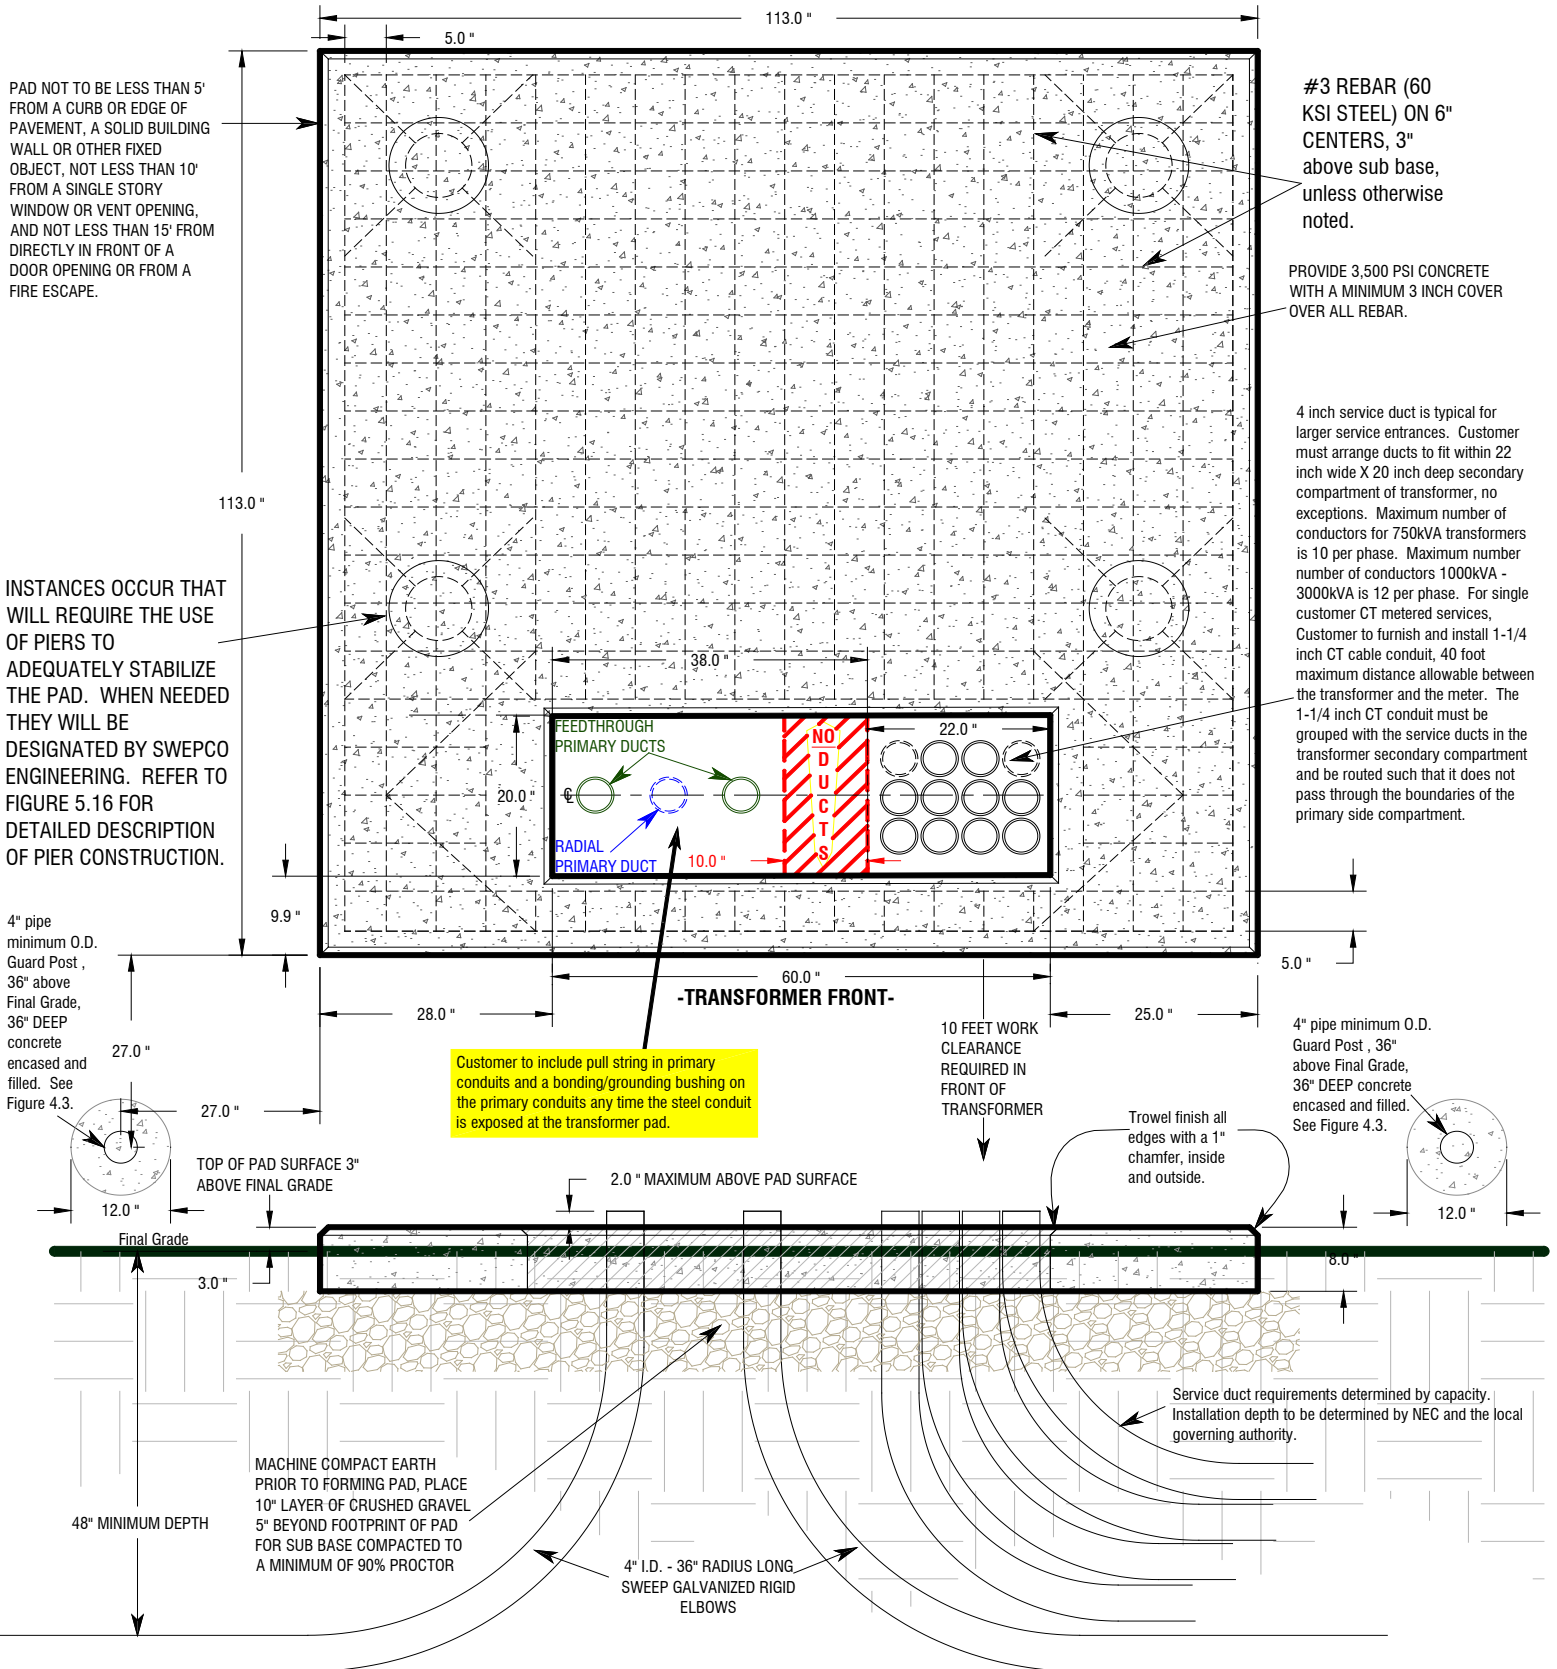 113.0 "
5.0 "
PAD NOT TO BE LESS THAN 5'
FROM A CURB OR EDGE OF
PAVEMENT, A SOLID BUILDING
WALL OR OTHER FIXED
OBJECT, NOT LESS THAN 10'
FROM A SINGLE STORY
WINDOW OR VENT OPENING,
AND NOT LESS THAN 15' FROM
DIRECTLY IN FRONT OF A
DOOR OPENING OR FROM A
FIRE ESCAPE.
#3 REBAR (60
KSI STEEL) ON 6"
CENTERS, 3"
above sub base,
unless otherwise
noted.
PROVIDE 3,500 PSI CONCRETE
WITH A MINIMUM 3 INCH COVER
OVER ALL REBAR.
4 inch service duct is typical for
larger service entrances. Customer
must arrange ducts to fit within 22
inch wide X 20 inch deep secondary
compartment of transformer, no
exceptions. Maximum number of
conductors for 750kVA transformers
is 10 per phase. Maximum number
number of conductors 1000kVA -
3000kVA is 12 per phase. For single
customer CT metered services,
Customer to furnish and install 1-1/4
inch CT cable conduit, 40 foot
maximum distance allowable between
the transformer and the meter. The
1-1/4 inch CT conduit must be
grouped with the service ducts in the
transformer secondary compartment
and be routed such that it does not
pass through the boundaries of the
primary side compartment.
113.0 "
INSTANCES OCCUR THAT
WILL REQUIRE THE USE
OF PIERS TO
ADEQUATELY STABILIZE
THE PAD. WHEN NEEDED
THEY WILL BE
DESIGNATED BY SWEPCO
ENGINEERING. REFER TO
FIGURE 5.16 FOR
DETAILED DESCRIPTION
OF PIER CONSTRUCTION.
38.0 "
FEEDTHROUGH
PRIMARY DUCTS
NO
D
U
C
T
S
22.0 "
20.0 "
℄
RADIAL
PRIMARY DUCT
10.0 "
9.9 "
5.0 "
60.0 "
-TRANSFORMER FRONT-
28.0 "
25.0 "
4" pipe
minimum O.D.
Guard Post ,
36" above
Final Grade,
36" DEEP
concrete
encased and
filled. See
Figure 4.3.
27.0 "
27.0 "
12.0 "
Customer to include pull string in primary
conduits and a bonding/grounding bushing on
the primary conduits any time the steel conduit
is exposed at the transformer pad.
10 FEET WORK
CLEARANCE
REQUIRED IN
FRONT OF
TRANSFORMER
4" pipe minimum O.D.
Guard Post , 36"
above Final Grade,
36" DEEP concrete
encased and filled.
See Figure 4.3.
12.0 "
Trowel finish all
edges with a 1"
chamfer, inside
and outside.
TOP OF PAD SURFACE 3"
ABOVE FINAL GRADE
2.0 " MAXIMUM ABOVE PAD SURFACE
Final Grade
3.0 "
8.0 "
Service duct requirements determined by capacity.
Installation depth to be determined by NEC and the local
governing authority.
MACHINE COMPACT EARTH
PRIOR TO FORMING PAD, PLACE
10" LAYER OF CRUSHED GRAVEL
5" BEYOND FOOTPRINT OF PAD
FOR SUB BASE COMPACTED TO
A MINIMUM OF 90% PROCTOR
48" MINIMUM DEPTH
4" I.D. - 36" RADIUS LONG
SWEEP GALVANIZED RIGID
ELBOWS